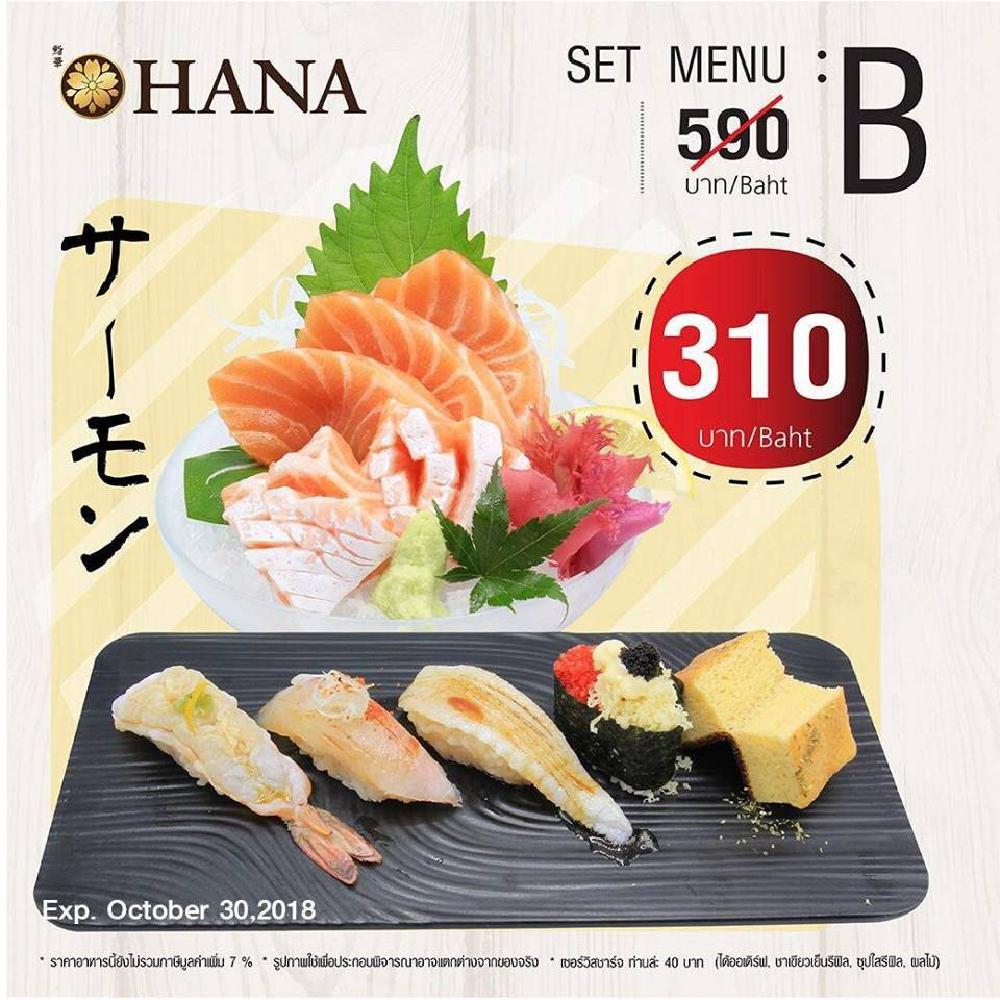 鮨華
OHANA
SET MENU : B
590
บาท/Baht
サーモン
310
บาท/Baht
Exp. October 30,2018
* ราคาอาหารนี้ยังไม่รวมภาษีมูลค่าเพิ่ม 7 % * รูปภาพใช้เพื่อประกอบพิจารณาอาจแตกต่างจากของจริง * เซอร์วิสชาร์จ ท่านละ 40 บาท (ได้ออเดิร์ฟ, ชาเขียวเย็นรีฟิล, ซุปใสรีฟิล, ผลไม้)